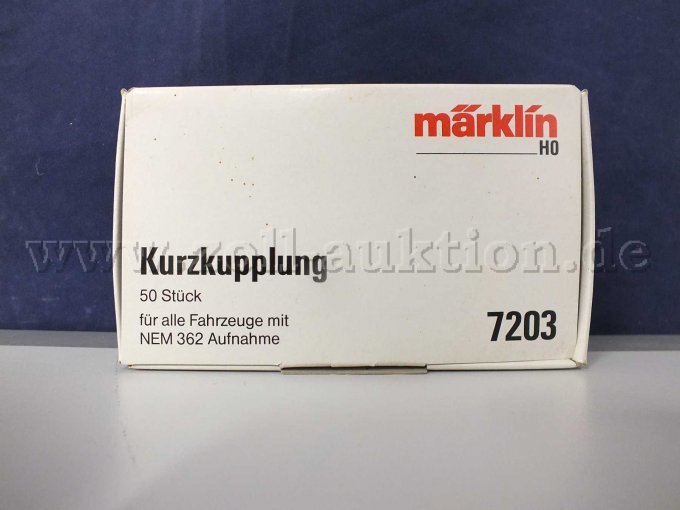 märklin
H0
www.zoll-auktion.de
Kurzkupplung
50 Stück
für alle Fahrzeuge mit
NEM 362 Aufnahme
7203